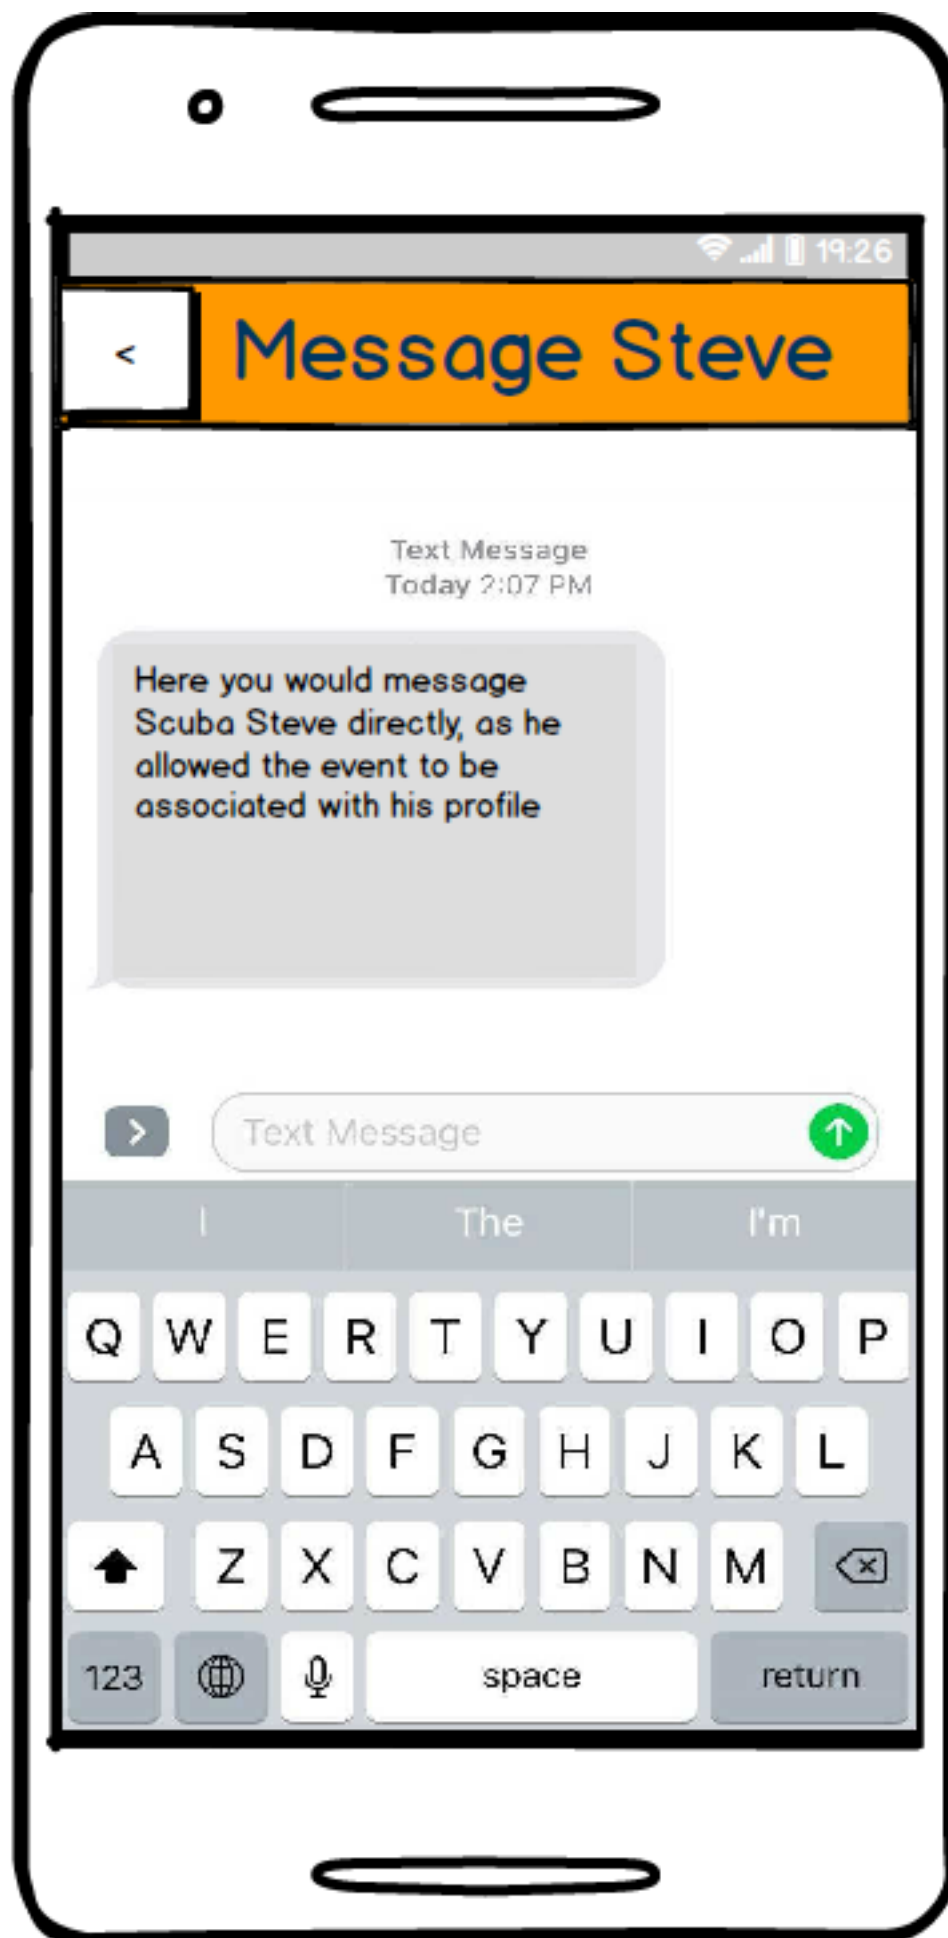 19:26
< Message Steve
Text Message
Today 2:07 PM
Here you would message
Scuba Steve directly, as he
allowed the event to be
associated with his profile
> Text Message
I The I'm
Q W E R T Y U I O P
A S D F G H J K L
Z X C V B N M
123 space return